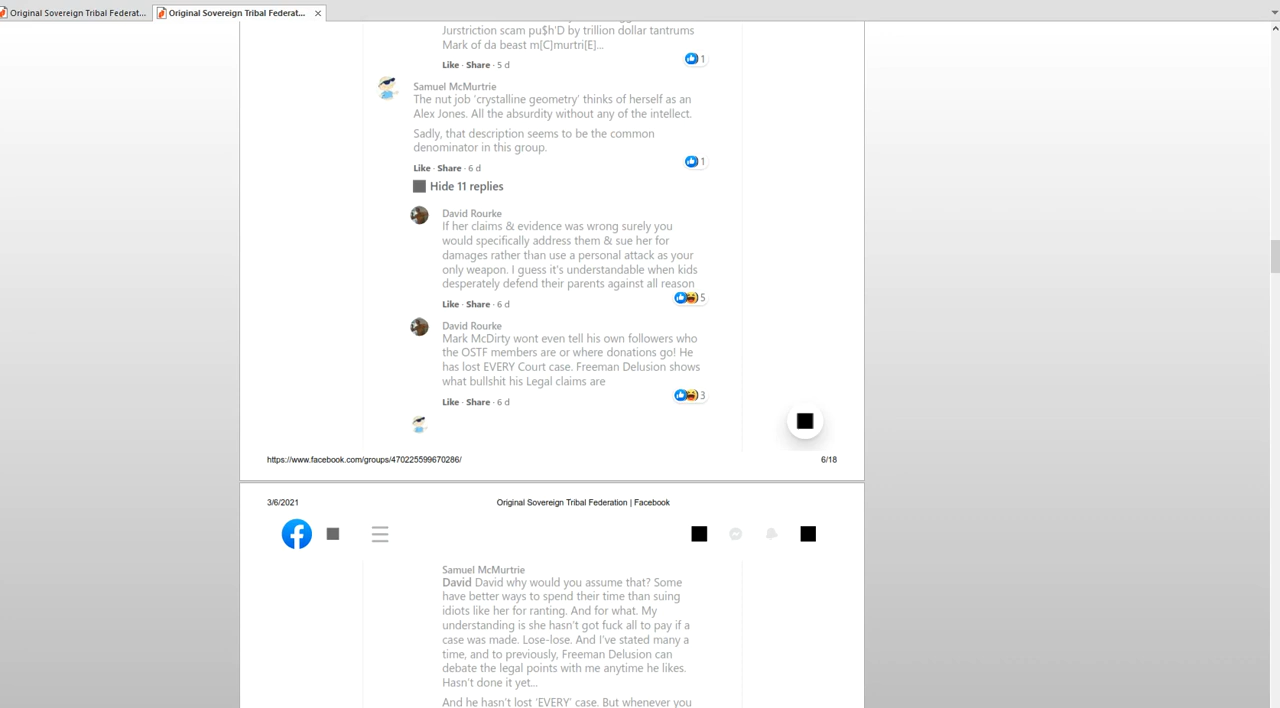 Original Sovereign Tribal Federat...
Original Sovereign Tribal Federat...
Jurstriction scam pu$h'D by trillion dollar tantrums
Mark of da beast m[C]murtri[E]...
1
Like · Share · 5 d
Samuel McMurtrie
The nut job 'crystalline geometry' thinks of herself as an
Alex Jones. All the absurdity without any of the intellect.
Sadly, that description seems to be the common
denominator in this group.
1
Like · Share · 6 d
Hide 11 replies
David Rourke
If her claims & evidence was wrong surely you
would specifically address them & sue her for
damages rather than use a personal attack as your
only weapon. I guess it's understandable when kids
desperately defend their parents against all reason
5
Like · Share · 6 d
David Rourke
Mark McDirty wont even tell his own followers who
the OSTF members are or where donations go! He
has lost EVERY Court case. Freeman Delusion shows
what bullshit his Legal claims are
3
Like · Share · 6 d
https://www.facebook.com/groups/470225599670286/
6/18
3/6/2021
Original Sovereign Tribal Federation | Facebook
Samuel McMurtrie
David David why would you assume that? Some
have better ways to spend their time than suing
idiots like her for ranting. And for what. My
understanding is she hasn't got fuck all to pay if a
case was made. Lose-lose. And I've stated many a
time, and to previously, Freeman Delusion can
debate the legal points with me anytime he likes.
Hasn't done it yet...
And he hasn't lost 'EVERY' case. But whenever you